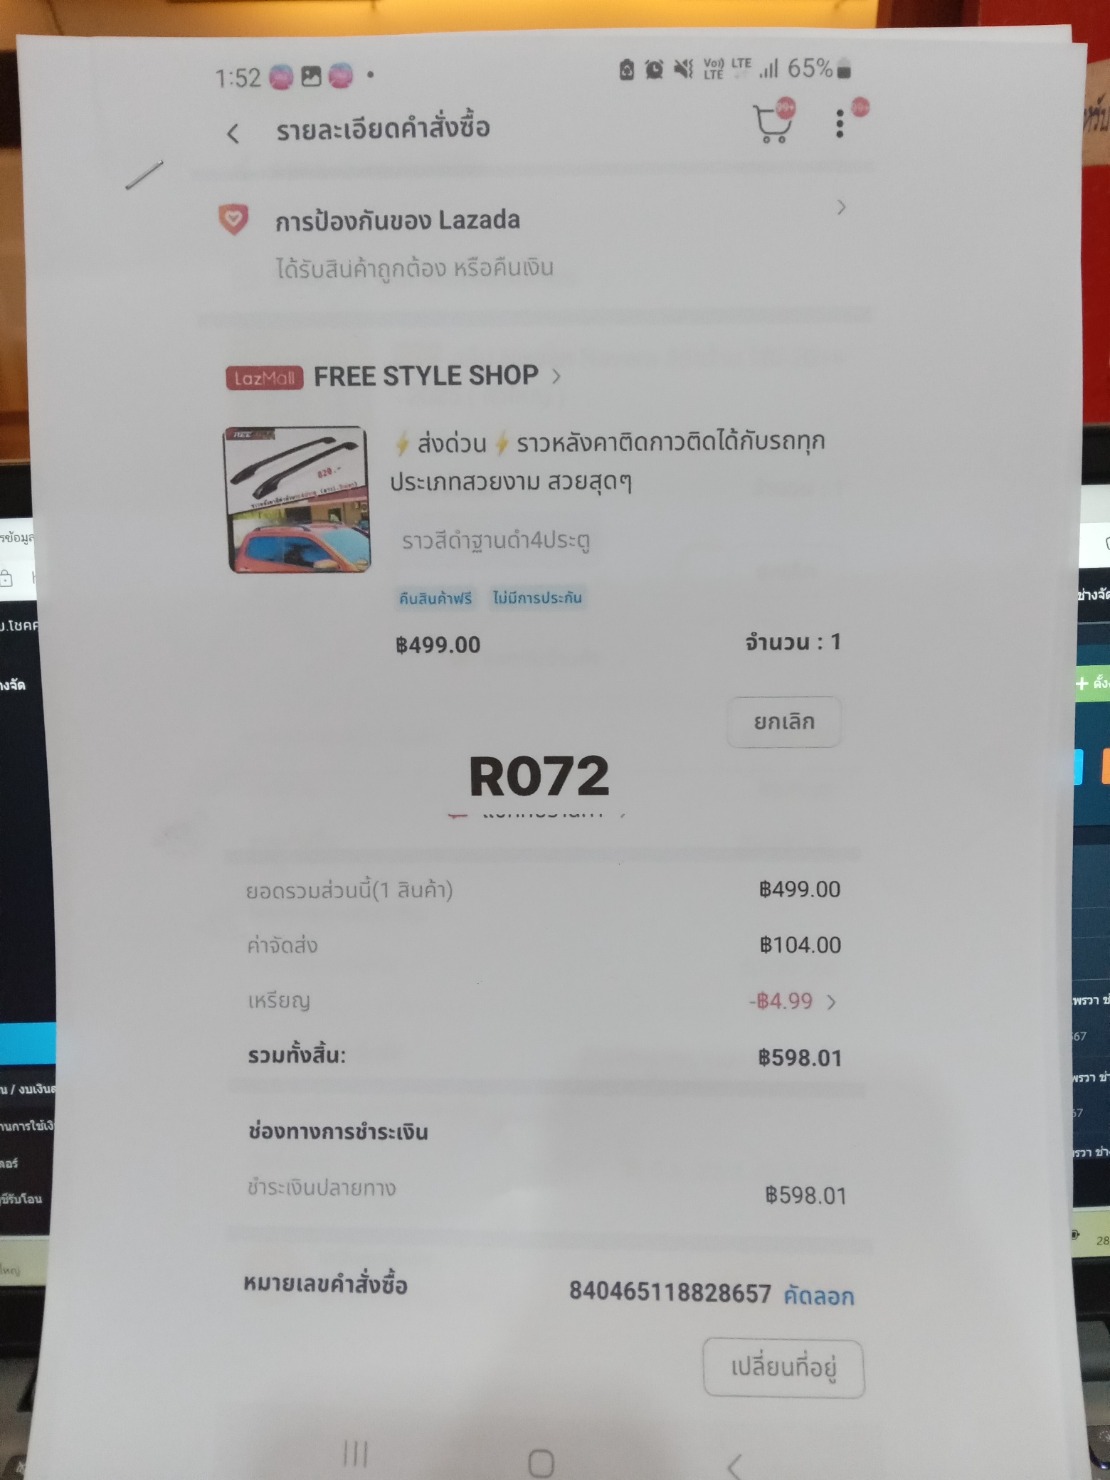 1:52
Vo)) LTE
LTE
65%
รายละเอียดคำสั่งซื้อ
99+
การป้องกันของ Lazada
ได้รับสินค้าถูกต้อง หรือคืนเงิน
LazMall FREE STYLE SHOP
⚡ส่งด่วน⚡ราวหลังคาติดกาวติดได้กับรถทุก
ประเภทสวยงาม สวยสุดๆ
820.-
ราวสีดำฐานดำ4ประตู
คืนสินค้าฟรี ไม่มีการประกัน
฿499.00 จำนวน : 1
ยกเลิก
R072
ยอดรวมส่วนนี้(1 สินค้า) ฿499.00
ค่าจัดส่ง ฿104.00
เหรียญ -฿4.99
รวมทั้งสิ้น: ฿598.01
ช่องทางการชำระเงิน
ชำระเงินปลายทาง ฿598.01
หมายเลขคำสั่งซื้อ 840465118828657 คัดลอก
เปลี่ยนที่อยู่